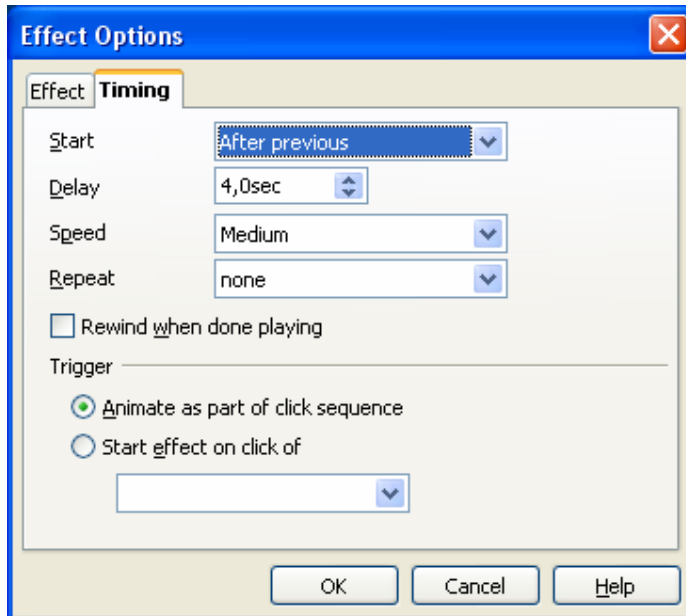 Effect Options
Effect Timing
Start After previous
Delay 4,0sec
Speed Medium
Repeat none
Rewind when done playing
Trigger
Animate as part of click sequence
Start effect on click of
OK Cancel Help